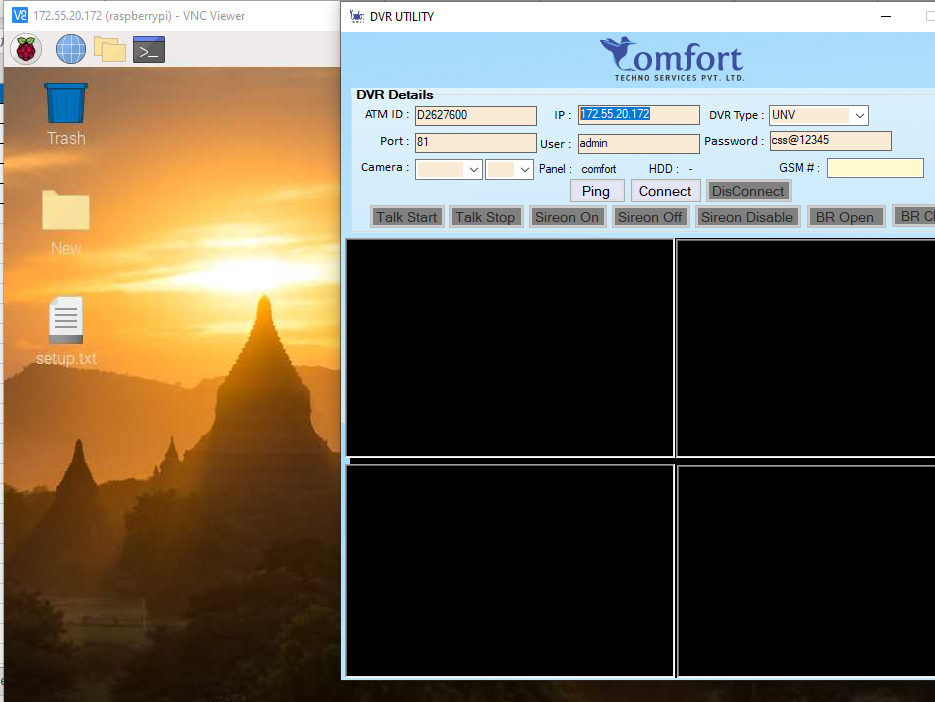 172.55.20.172 (raspberrypi) - VNC Viewer
Trash
New
setup.txt
DVR UTILITY
Comfort
TECHNO SERVICES PVT. LTD.
DVR Details
ATM ID : D2627600 IP : 172.55.20.172 DVR Type : UNV
Port : 81 User : admin Password : css@12345
Camera : Panel : comfort HDD : - GSM # :
Ping Connect DisConnect
Talk Start Talk Stop Sireon On Sireon Off Sireon Disable BR Open BR